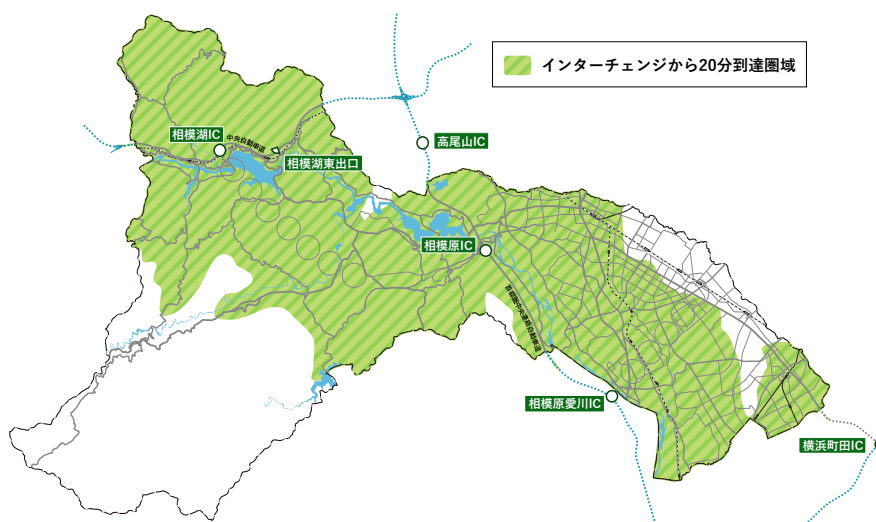 インターチェンジから20分到達圏域
相模湖IC
中央自動車道
高尾山IC
相模湖東出口
相模原IC
首都圏中央連絡自動車道
相模原愛川IC
横浜町田IC